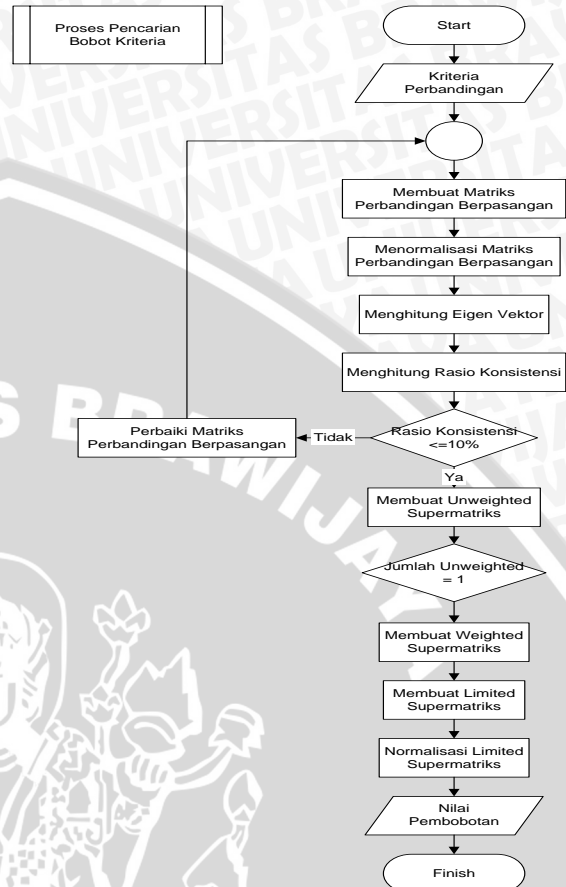 Proses Pencarian
Bobot Kriteria
Start
Kriteria
Perbandingan
Membuat Matriks
Perbandingan Berpasangan
Menormalisasi Matriks
Perbandingan Berpasangan
Menghitung Eigen Vektor
Menghitung Rasio Konsistensi
Rasio Konsistensi
<=10%
Tidak
Perbaiki Matriks
Perbandingan Berpasangan
Ya
Membuat Unweighted
Supermatriks
Jumlah Unweighted
= 1
Membuat Weighted
Supermatriks
Membuat Limited
Supermatriks
Normalisasi Limited
Supermatriks
Nilai
Pembobotan
Finish
S BRAWIJAYA